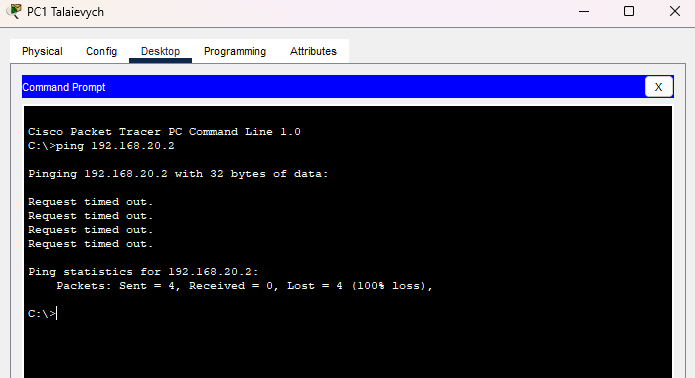 PC1 Talaievych
Physical Config Desktop Programming Attributes
Command Prompt X
Cisco Packet Tracer PC Command Line 1.0
C:\>ping 192.168.20.2
Pinging 192.168.20.2 with 32 bytes of data:
Request timed out.
Request timed out.
Request timed out.
Request timed out.
Ping statistics for 192.168.20.2:
Packets: Sent = 4, Received = 0, Lost = 4 (100% loss),
C:\>